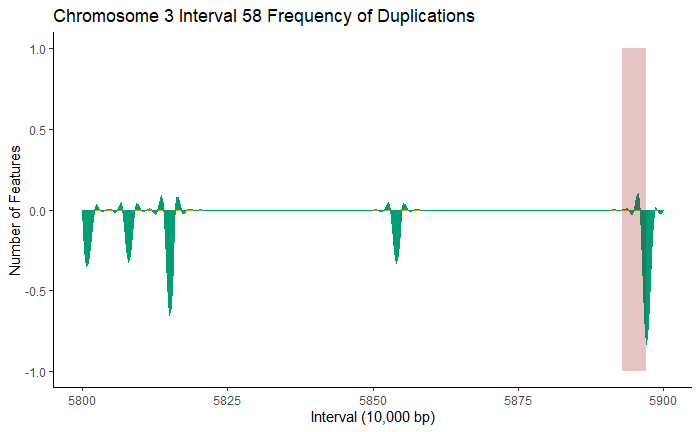 Chromosome 3 Interval 58 Frequency of Duplications
Number of Features
1.0
0.5
0.0
-0.5
-1.0
5800 5825 5850 5875 5900
Interval (10,000 bp)